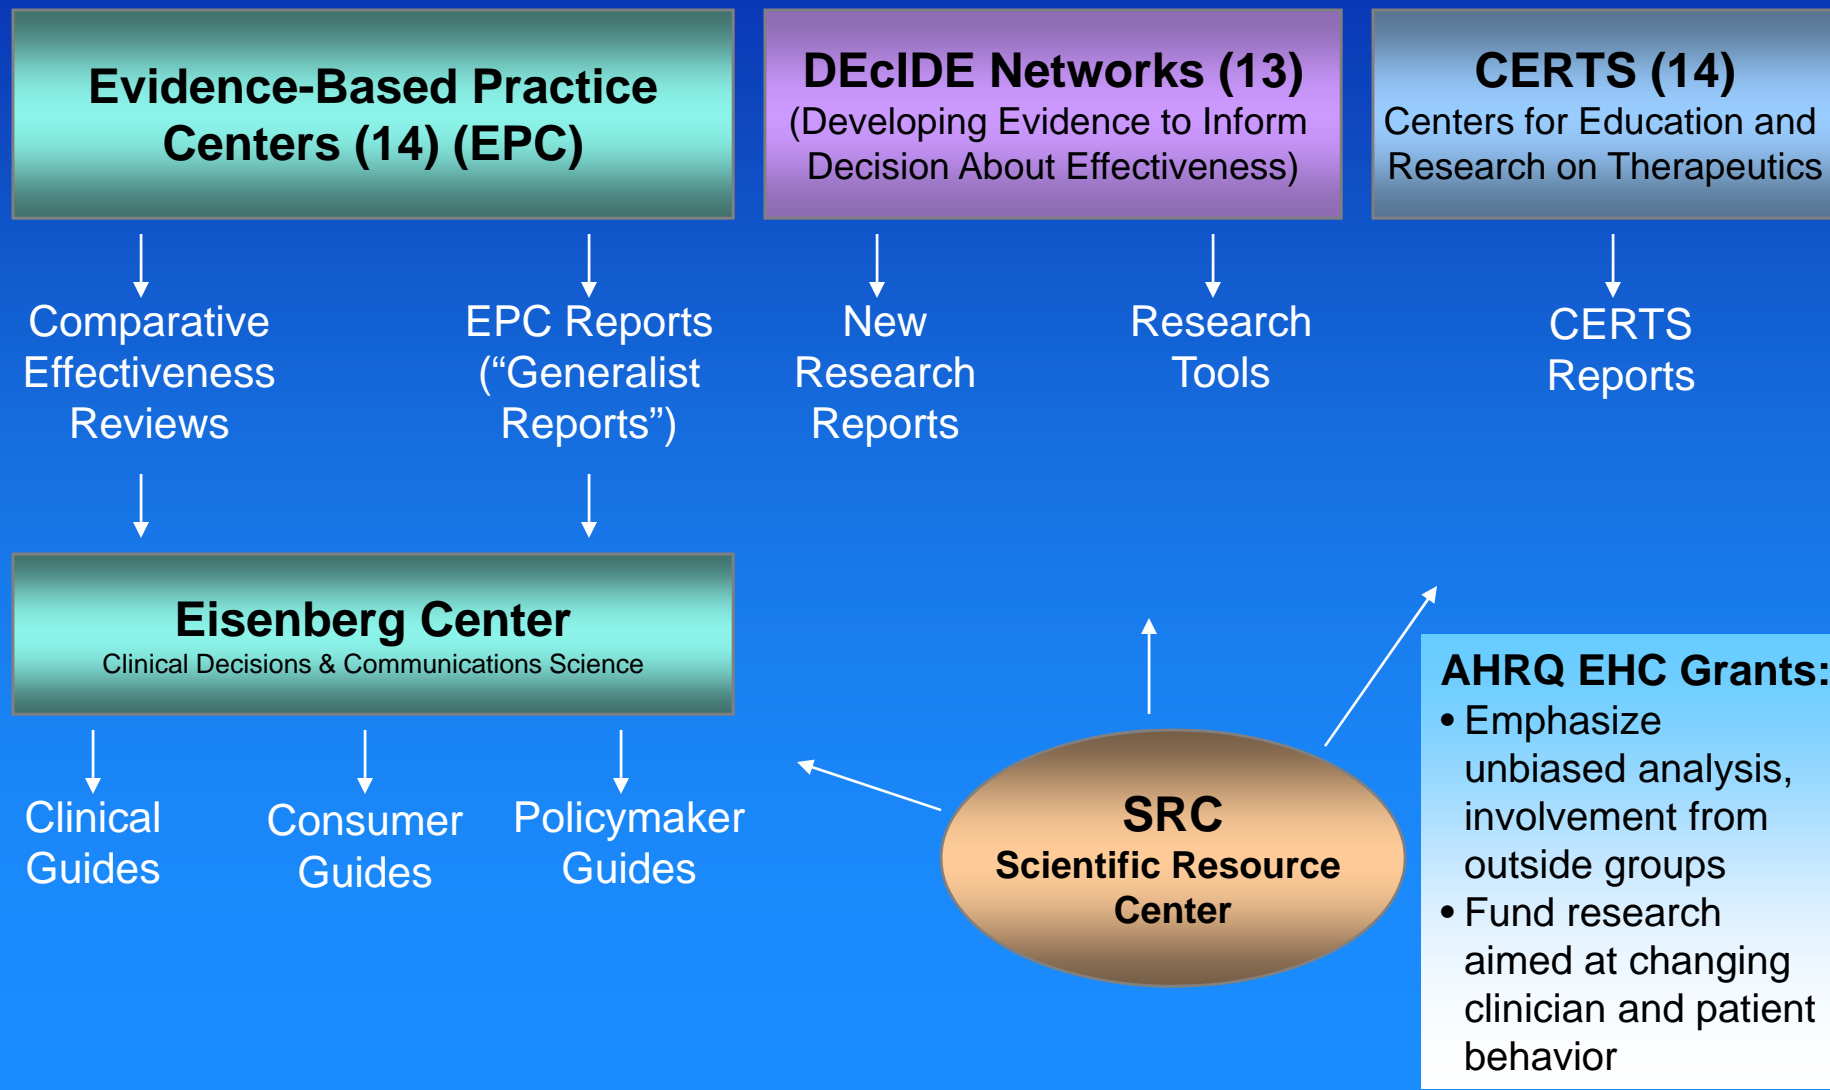 Evidence-Based Practice
Centers (14) (EPC)
DEcIDE Networks (13)
(Developing Evidence to Inform
Decision About Effectiveness)
CERTS (14)
Centers for Education and
Research on Therapeutics
Comparative
Effectiveness
Reviews
EPC Reports
(“Generalist
Reports”)
New
Research
Reports
Research
Tools
CERTS
Reports
Eisenberg Center
Clinical Decisions & Communications Science
Clinical
Guides
Consumer
Guides
Policymaker
Guides
SRC
Scientific Resource
Center
AHRQ EHC Grants:
• Emphasize
unbiased analysis,
involvement from
outside groups
• Fund research
aimed at changing
clinician and patient
behavior